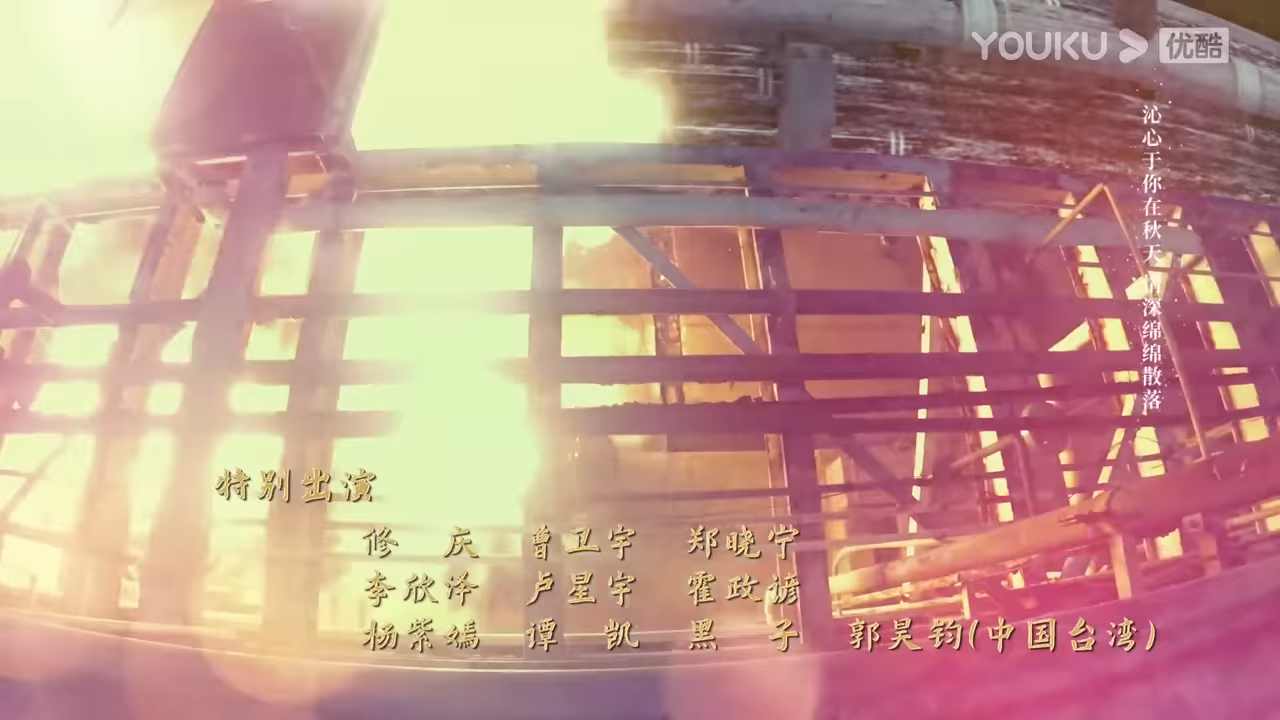 YOUKU 优酷
沁心于你在秋天 情深绵绵散落
特别出演
修 庆 曹卫宇 郑晓宁
李欣泽 卢星宇 霍政谚
杨紫嫣 谭 凯 黑 子 郭昊钧(中国台湾)